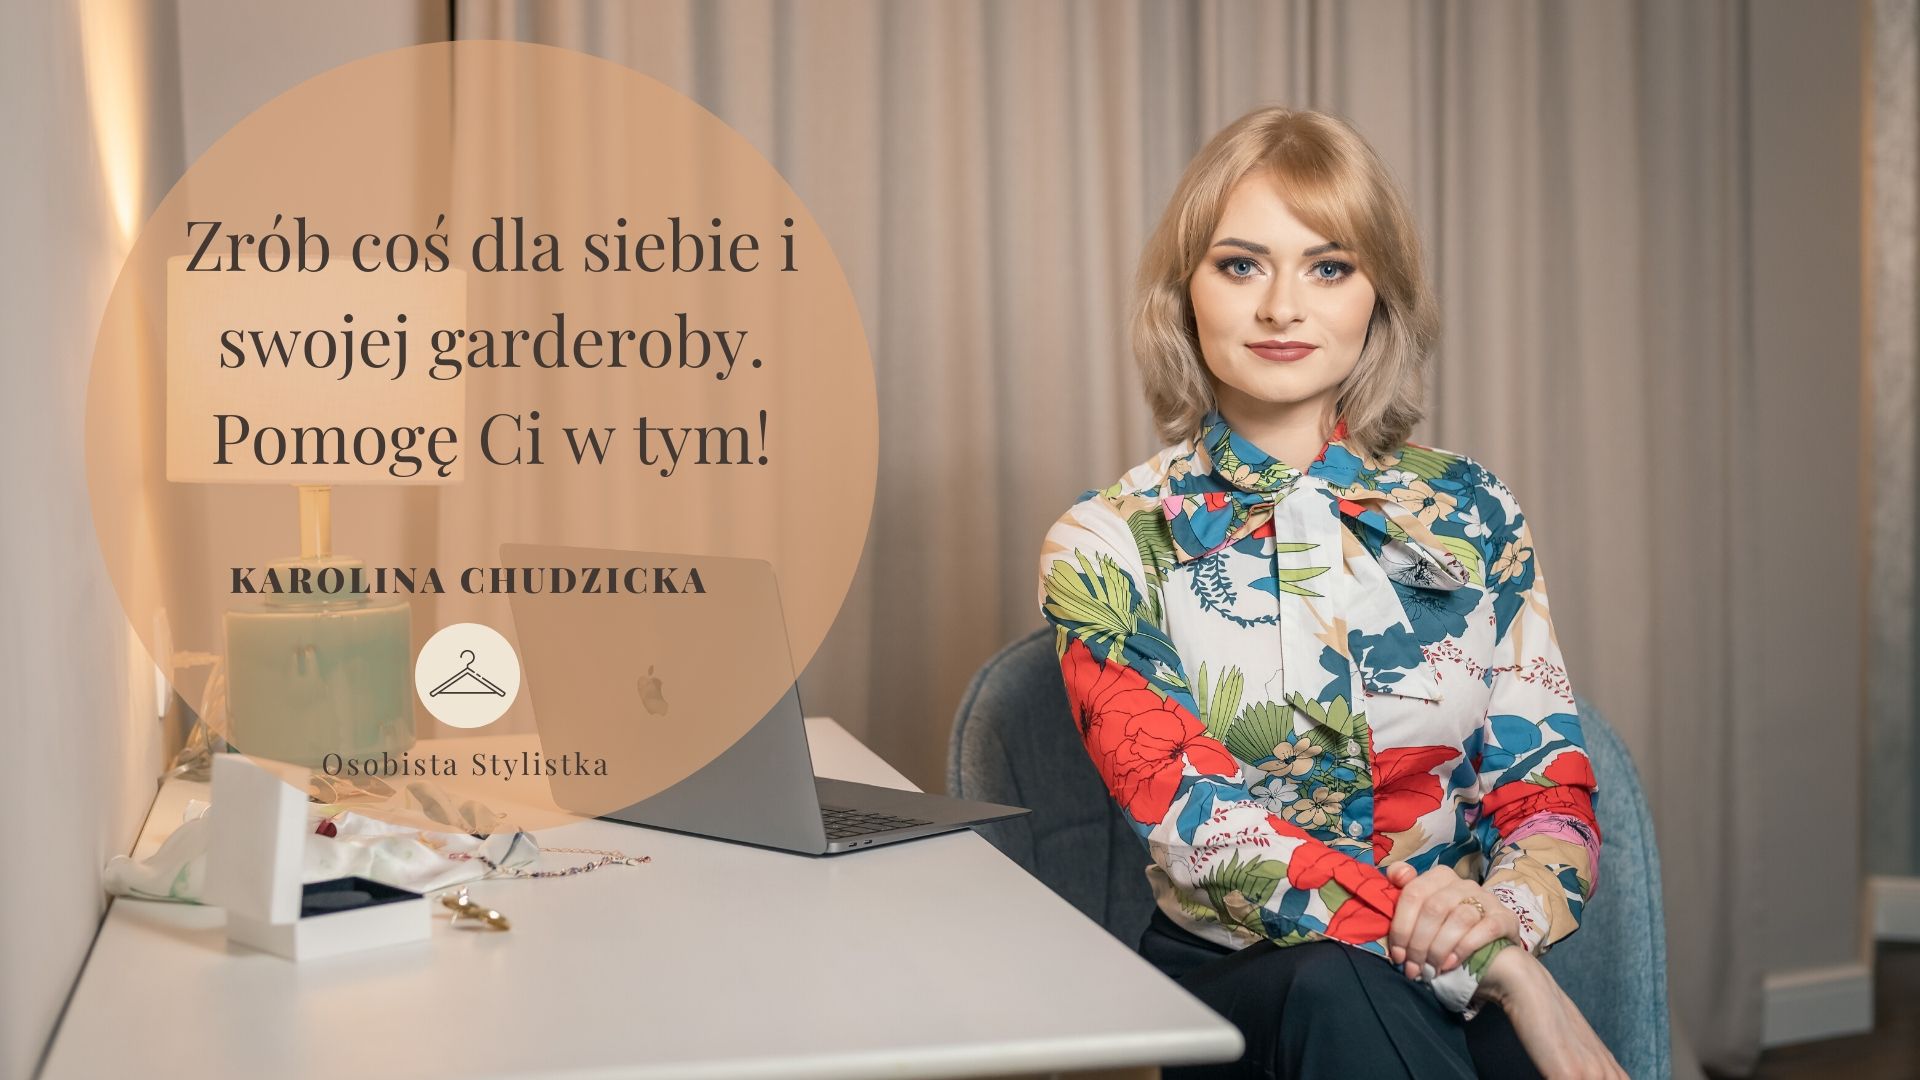 Zrób coś dla siebie i
swojej garderoby.
Pomogę Ci w tym!
KAROLINA CHUDZICKA
Osobista Stylistka